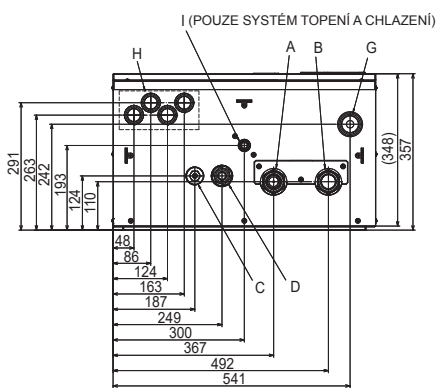 I (POUZE SYSTÉM TOPENÍ A CHLAZENÍ)
H
A
B
G
291
263
242
193
124
110
(348)
357
48
86
124
163
187
249
300
367
492
541
C
D